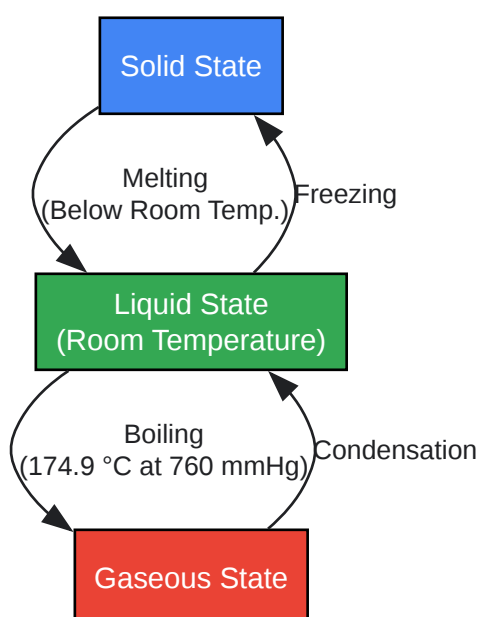 Solid State
Melting
(Below Room Temp.)
Freezing
Liquid State
(Room Temperature)
Boiling
(174.9 °C at 760 mmHg)
Condensation
Gaseous State